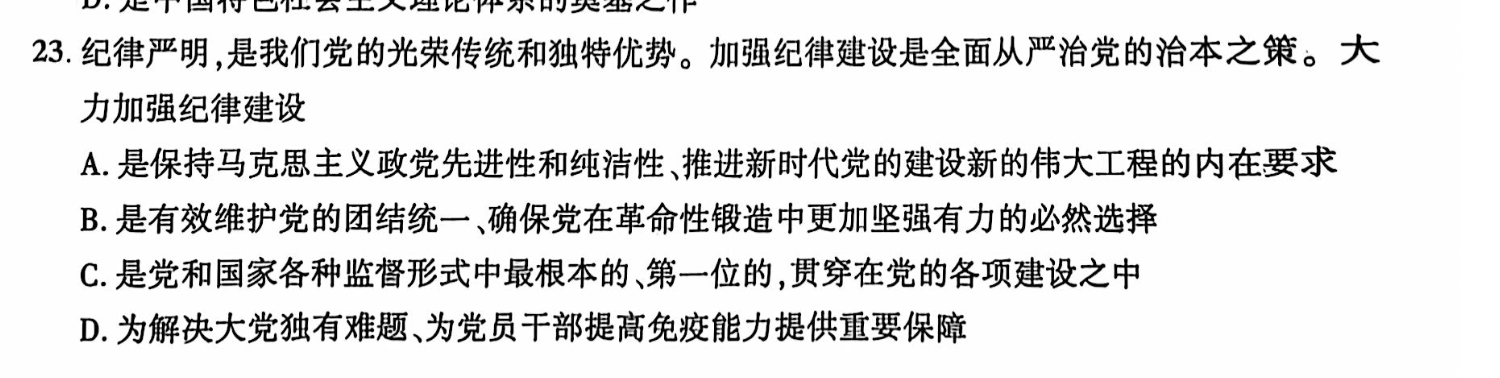 D. 是中国特色社会主义理论体系的奠基之作
23. 纪律严明,是我们党的光荣传统和独特优势。加强纪律建设是全面从严治党的治本之策。大
力加强纪律建设
A. 是保持马克思主义政党先进性和纯洁性、推进新时代党的建设新的伟大工程的内在要求
B. 是有效维护党的团结统一、确保党在革命性锻造中更加坚强有力的必然选择
C. 是党和国家各种监督形式中最根本的、第一位的,贯穿在党的各项建设之中
D. 为解决大党独有难题、为党员干部提高免疫能力提供重要保障